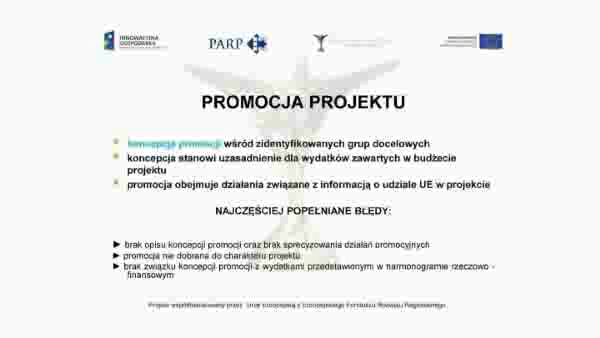 INNOWACYJNA
GOSPODARKA
PARP
PROMOCJA PROJEKTU
koncepcja promocji wśród zidentyfikowanych grup docelowych
koncepcja stanowi uzasadnienie dla wydatków zawartych w budżecie
projektu
promocja obejmuje działania związane z informacją o udziale UE w projekcie
NAJCZĘŚCIEJ POPEŁNIANE BŁĘDY:
► brak opisu koncepcji promocji oraz brak sprecyzowania działań promocyjnych
► promocja nie dobrana do charakteru projektu
► brak związku koncepcji promocji z wydatkami przedstawionym w harmonogramie rzeczowo -
finansowym
Projekt współfinansowany przez Unię Europejską z Europejskiego Funduszu Rozwoju Regionalnego